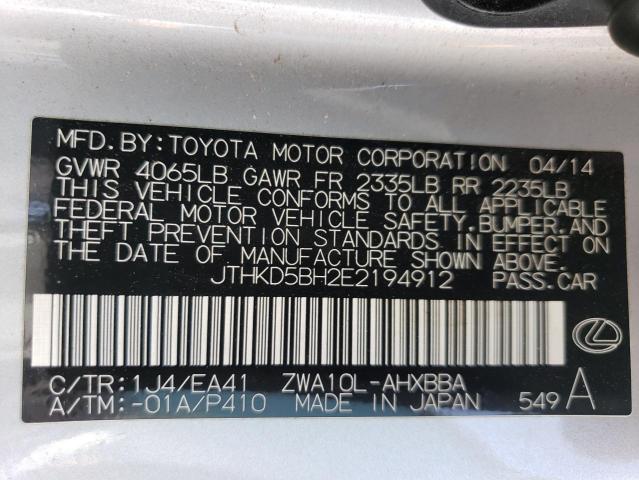 MFD. BY: TOYOTA MOTOR CORPORATION 04/14
GVWR 4065LB GAWR FR 2335LB RR 2235LB
THIS VEHICLE CONFORMS TO ALL APPLICABLE
FEDERAL MOTOR VEHICLE SAFETY, BUMPER, AND
THEFT PREVENTION STANDARDS IN EFFECT ON
THE DATE OF MANUFACTURE SHOWN ABOVE.
JTHKD5BH2E2194912 PASS.CAR
C/TR:1J4/EA41 ZWA10L-AHXBBA
A/TM:-01A/P410 MADE IN JAPAN 549 A